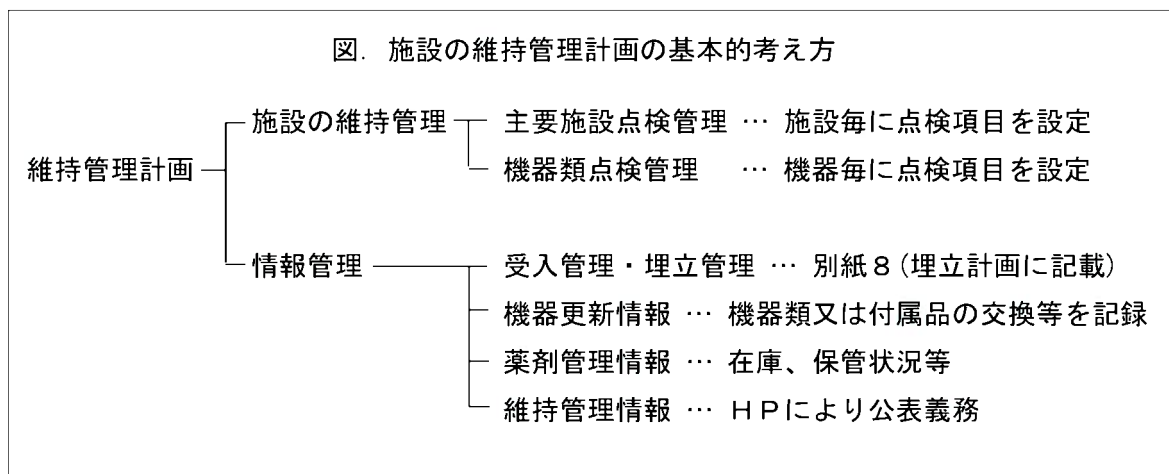 図．施設の維持管理計画の基本的考え方
施設の維持管理 主要施設点検管理 … 施設毎に点検項目を設定
維持管理計画 機器類点検管理 … 機器毎に点検項目を設定
情報管理 受入管理・埋立管理 … 別紙８(埋立計画に記載)
機器更新情報 … 機器類又は付属品の交換等を記録
薬剤管理情報 … 在庫、保管状況等
維持管理情報 … ＨＰにより公表義務